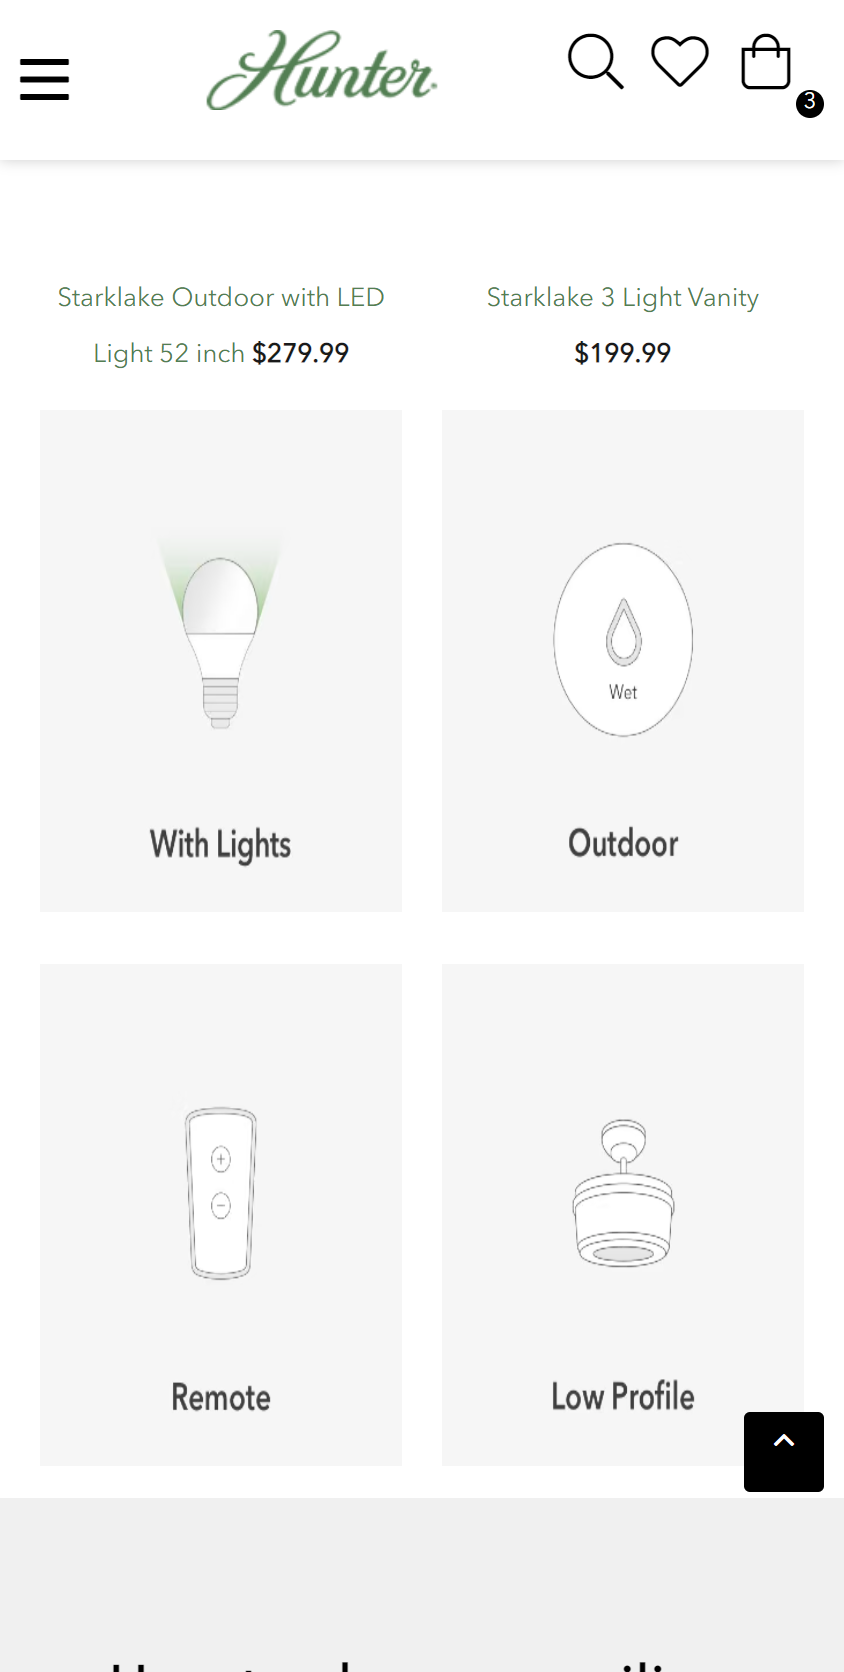 Hunter
3
Starklake Outdoor with LED
Light 52 inch $279.99
Starklake 3 Light Vanity
$199.99
With Lights
Wet
Outdoor
Remote
Low Profile